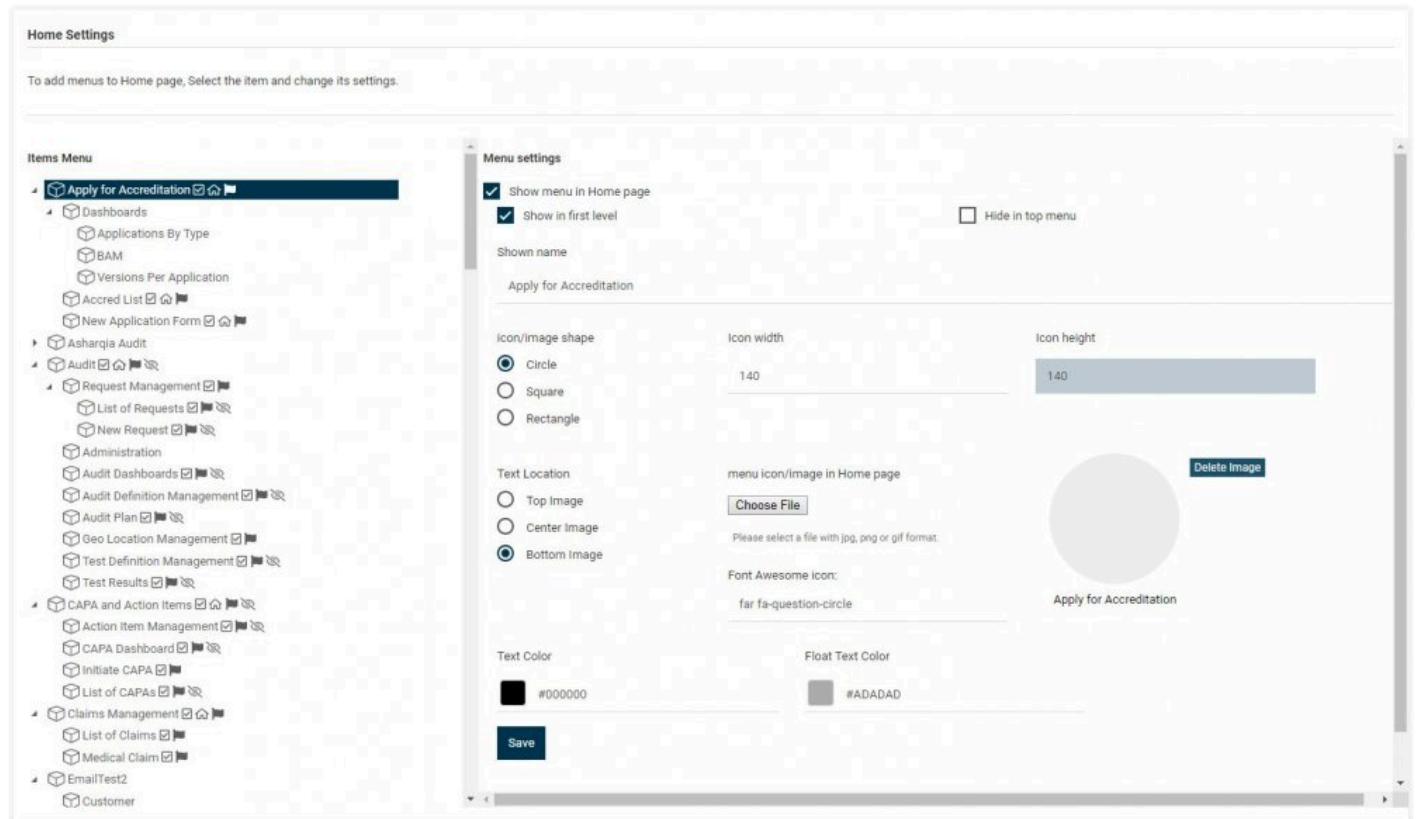 Home Settings
To add menus to Home page, Select the item and change its settings.
Items Menu
Apply for Accreditation
Dashboards
Applications By Type
BAM
Versions Per Application
Accred List
New Application Form
Asharqia Audit
Audit
Request Management
List of Requests
New Request
Administration
Audit Dashboards
Audit Definition Management
Audit Plan
Geo Location Management
Test Definition Management
Test Results
CAPA and Action Items
Action Item Management
CAPA Dashboard
Initiate CAPA
List of CAPAs
Claims Management
List of Claims
Medical Claim
EmailTest2
Customer
Menu settings
Show menu in Home page
Show in first level
Hide in top menu
Shown name
Apply for Accreditation
Icon/image shape
Icon width
Icon height
Circle
140
140
Square
Rectangle
Text Location
menu icon/image in Home page
Delete Image
Top Image
Choose File
Center Image
Please select a file with jpg, png or gif format.
Bottom Image
Font Awesome icon:
far fa-question-circle
Apply for Accreditation
Text Color
Float Text Color
#000000
#ADADAD
Save